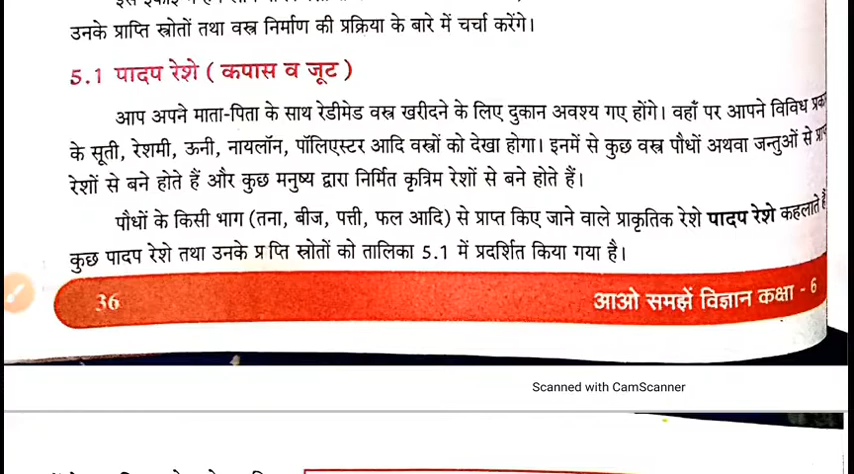 उनके प्राप्ति स्रोतों तथा वस्त्र निर्माण की प्रक्रिया के बारे में चर्चा करेंगे।
5.1 पादप रेशे ( कपास व जूट )
आप अपने माता-पिता के साथ रेडीमेड वस्त्र खरीदने के लिए दुकान अवश्य गए होंगे। वहाँ पर आपने विविध
के सूती, रेशमी, ऊनी, नायलॉन, पॉलिएस्टर आदि वस्त्रों को देखा होगा। इनमें से कुछ वस्त्र पौधों अथवा जन्तुओं से
रेशों से बने होते हैं और कुछ मनुष्य द्वारा निर्मित कृत्रिम रेशों से बने होते हैं।
पौधों के किसी भाग (तना, बीज, पत्ती, फल आदि) से प्राप्त किए जाने वाले प्राकृतिक रेशे पादप रेशे कहलाते हैं
कुछ पादप रेशे तथा उनके प्रप्ति स्रोतों को तालिका 5.1 में प्रदर्शित किया गया है।
36
आओ समझें विज्ञान कक्षा - 6
Scanned with CamScanner